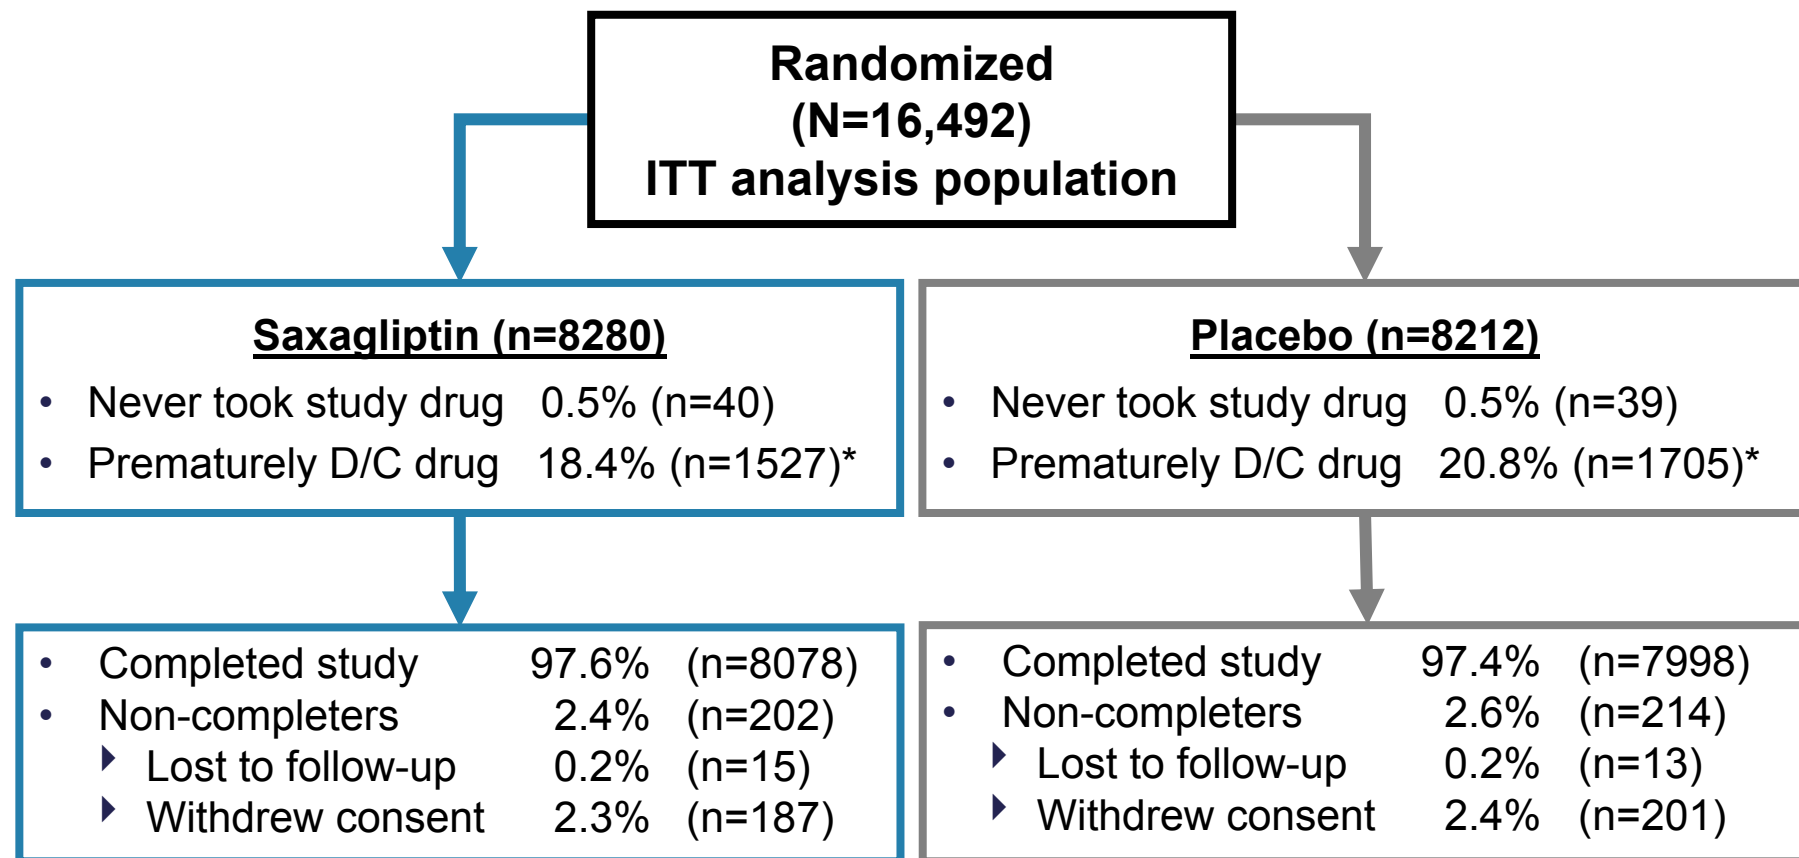 Randomized
(N=16,492)
ITT analysis population
Saxagliptin (n=8280)
• Never took study drug 0.5% (n=40)
• Prematurely D/C drug 18.4% (n=1527)*
Placebo (n=8212)
• Never took study drug 0.5% (n=39)
• Prematurely D/C drug 20.8% (n=1705)*
• Completed study 97.6% (n=8078)
• Non-completers 2.4% (n=202)
Lost to follow-up 0.2% (n=15)
Withdrew consent 2.3% (n=187)
• Completed study 97.4% (n=7998)
• Non-completers 2.6% (n=214)
Lost to follow-up 0.2% (n=13)
Withdrew consent 2.4% (n=201)